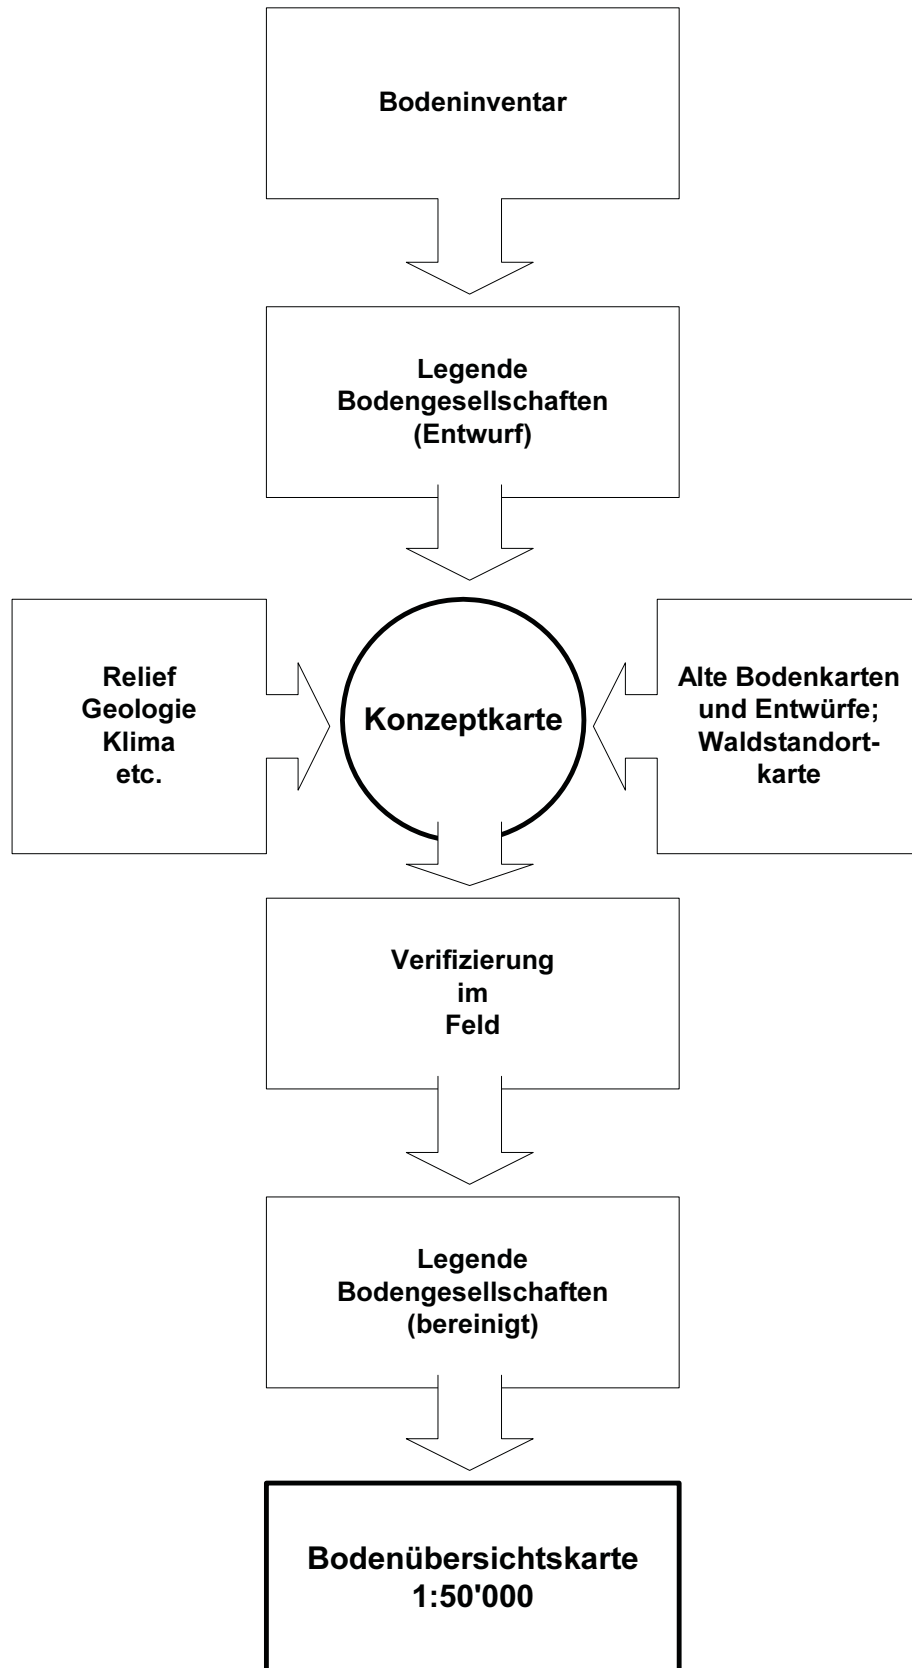 Bodeninventar
Legende
Bodengesellschaften
(Entwurf)
Relief
Geologie
Klima
etc.
Konzeptkarte
Alte Bodenkarten
und Entwürfe;
Waldstandort-
karte
Verifizierung
im
Feld
Legende
Bodengesellschaften
(bereinigt)
Bodenübersichtskarte
1:50'000